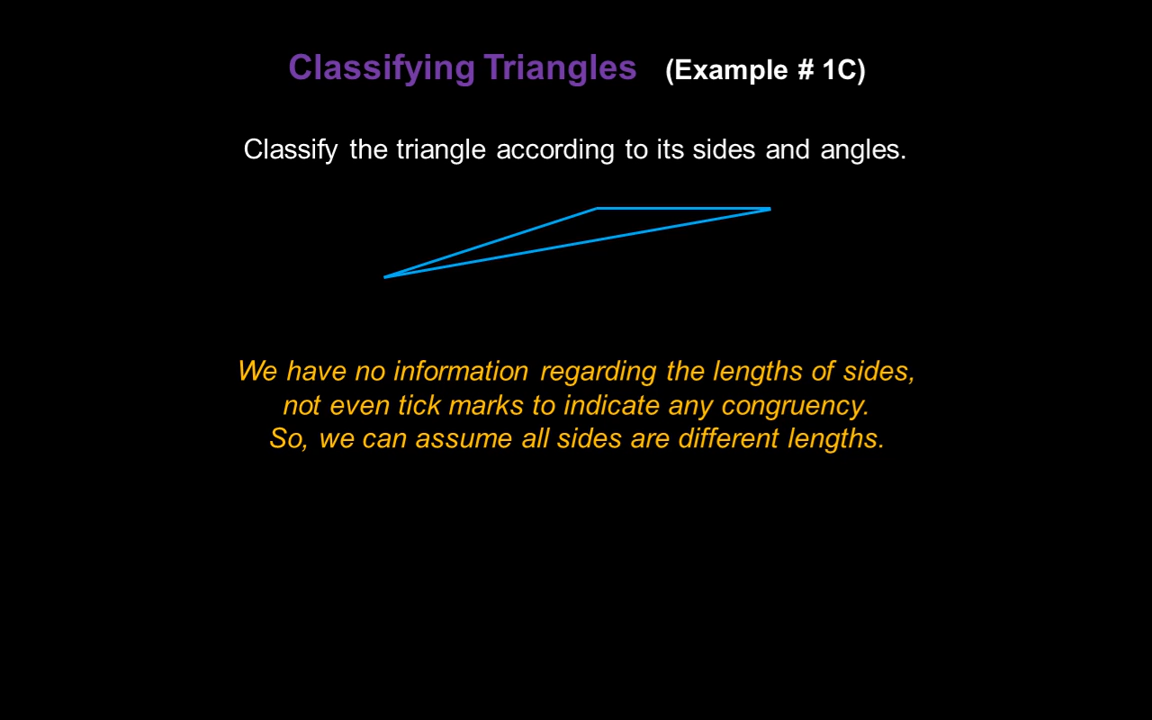 Classifying Triangles (Example # 1C)
Classify the triangle according to its sides and angles.
We have no information regarding the lengths of sides,
not even tick marks to indicate any congruency.
So, we can assume all sides are different lengths.